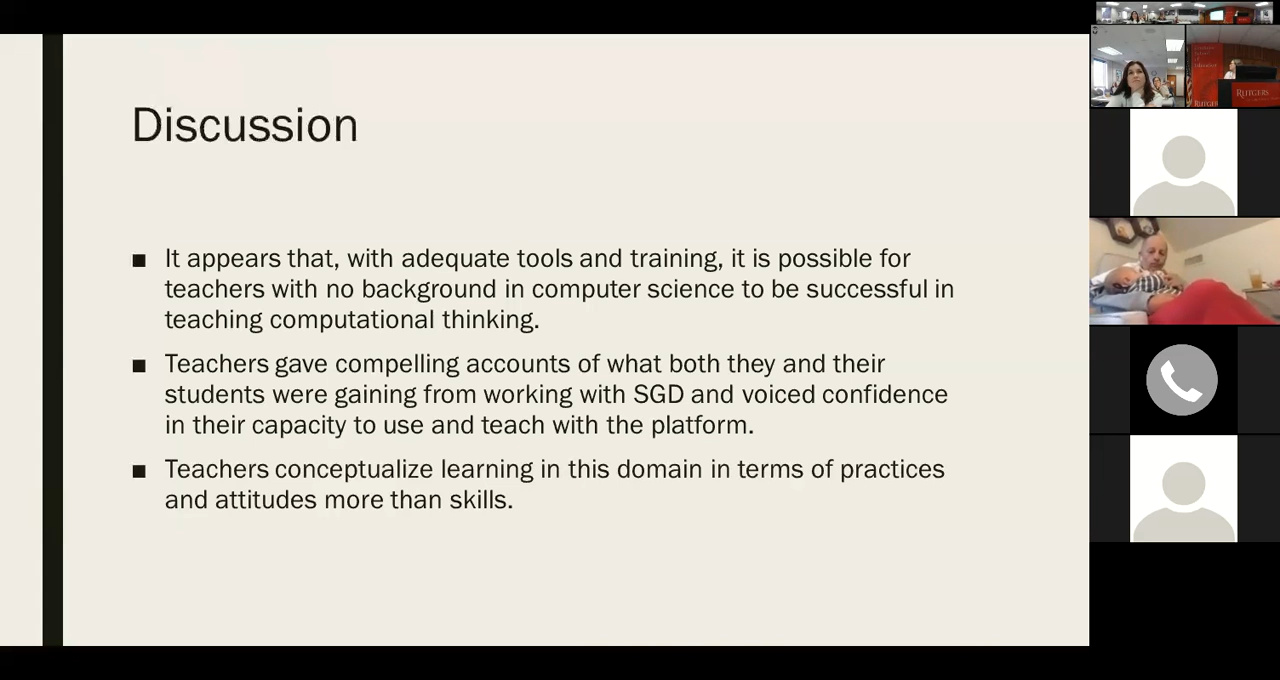 Discussion
■ It appears that, with adequate tools and training, it is possible for
teachers with no background in computer science to be successful in
teaching computational thinking.
■ Teachers gave compelling accounts of what both they and their
students were gaining from working with SGD and voiced confidence
in their capacity to use and teach with the platform.
■ Teachers conceptualize learning in this domain in terms of practices
and attitudes more than skills.
RUTGERS